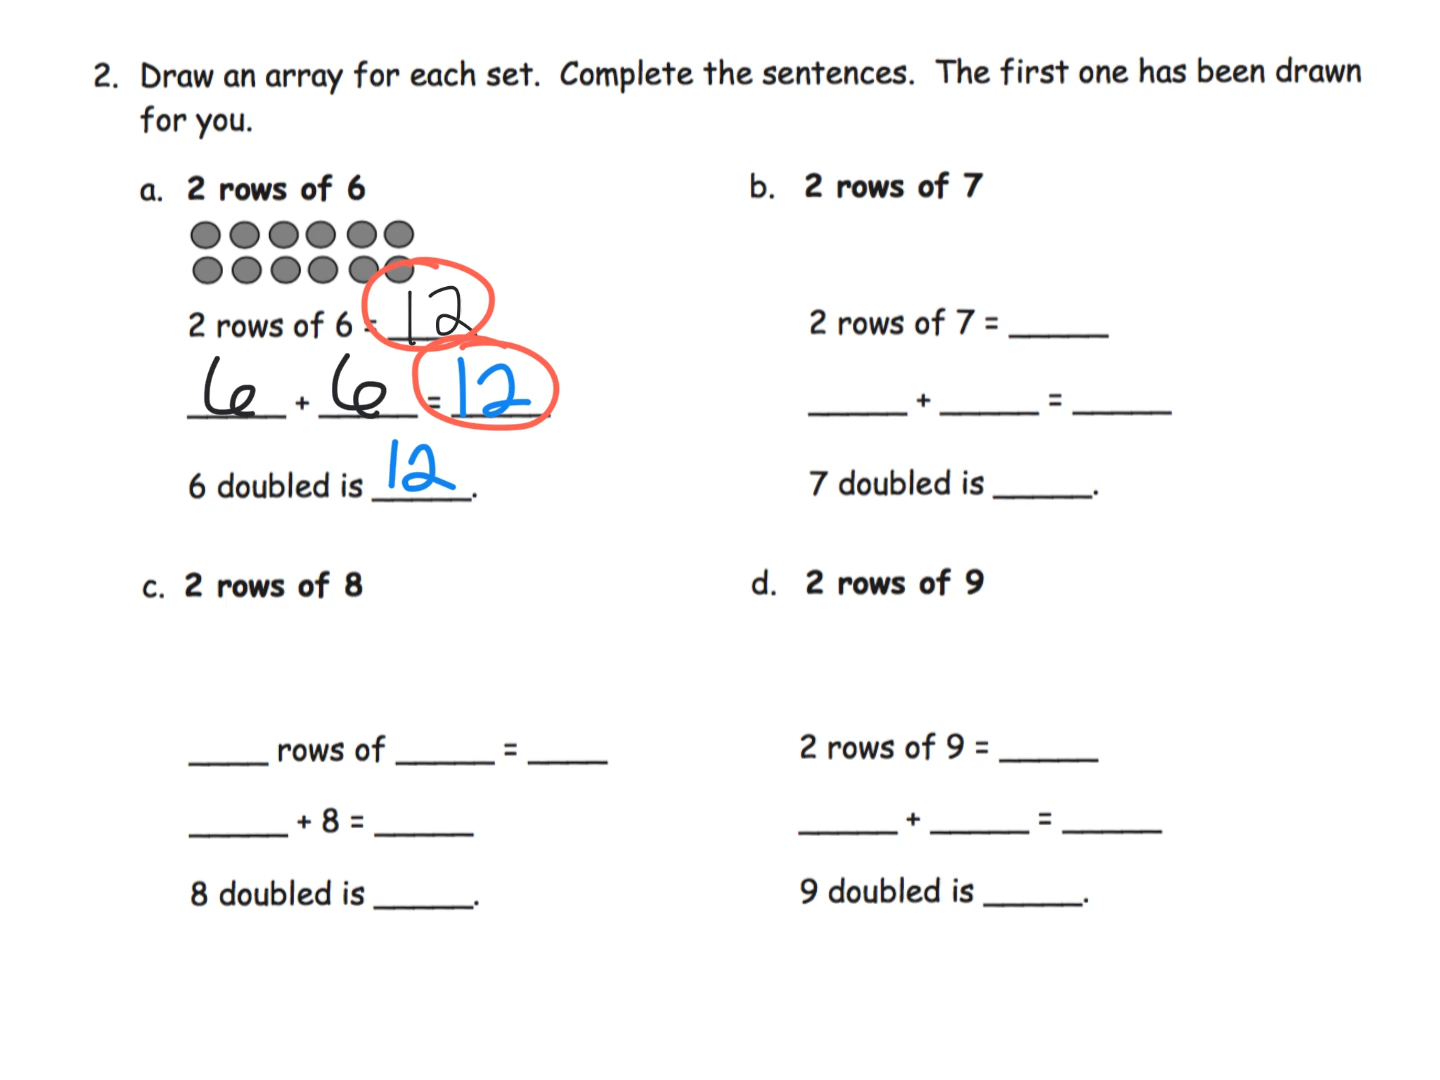 2. Draw an array for each set. Complete the sentences. The first one has been drawn
for you.
a. 2 rows of 6
2 rows of 6 = 12
6 + 6 = 12
6 doubled is 12.
b. 2 rows of 7
2 rows of 7 = ______
______ + ______ = ______
7 doubled is ______.
c. 2 rows of 8
_____ rows of ______ = _____
______ + 8 = ______
8 doubled is ______.
d. 2 rows of 9
2 rows of 9 = ______
______ + ______ = ______
9 doubled is ______.